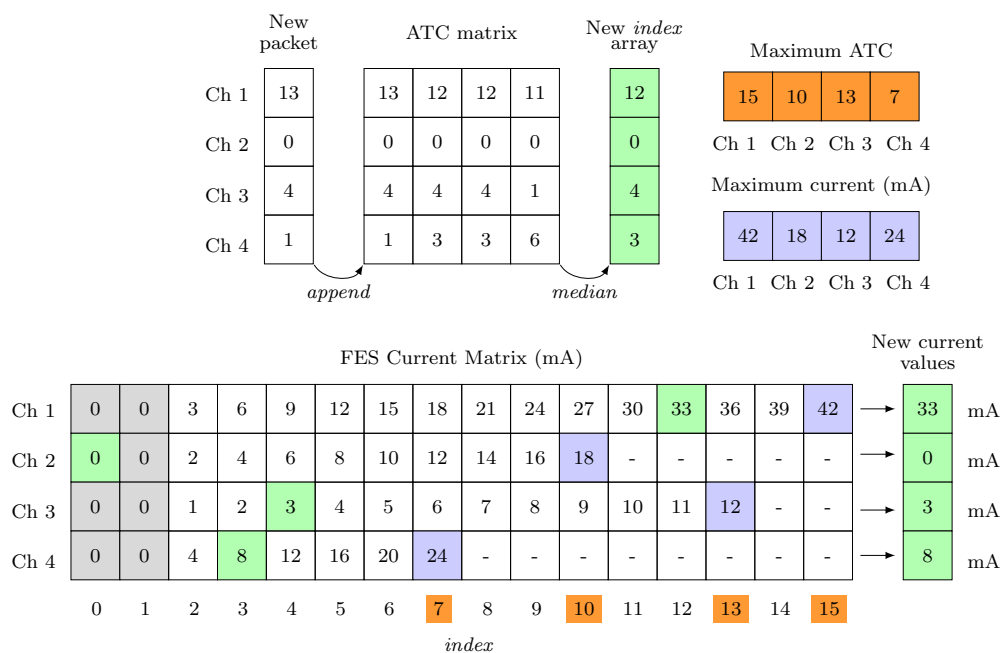 New
packet
ATC matrix
New index
array
Ch 1 13 13 12 12 11 12
Ch 2 0 0 0 0 0 0
Ch 3 4 4 4 4 1 4
Ch 4 1 1 3 3 6 3
append
median
Maximum ATC
15 10 13 7
Ch 1 Ch 2 Ch 3 Ch 4
Maximum current (mA)
42 18 12 24
Ch 1 Ch 2 Ch 3 Ch 4
FES Current Matrix (mA)
New current
values
Ch 1 0 0 3 6 9 12 15 18 21 24 27 30 33 36 39 42 33 mA
Ch 2 0 0 2 4 6 8 10 12 14 16 18 - - - - - 0 mA
Ch 3 0 0 1 2 3 4 5 6 7 8 9 10 11 12 - - 3 mA
Ch 4 0 0 4 8 12 16 20 24 - - - - - - - - 8 mA
0 1 2 3 4 5 6 7 8 9 10 11 12 13 14 15
index